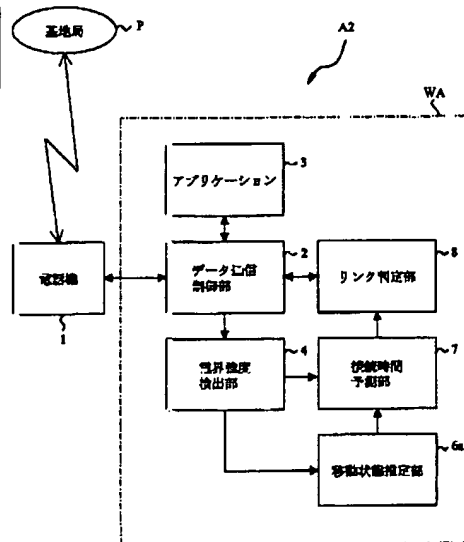 基地局
P
A2
WA
アプリケーション
3
電話機
1
データ通信
制御部
2
リンク判定部
8
電界強度
検出部
4
接続時間
予測部
7
移動状態推定部
6a